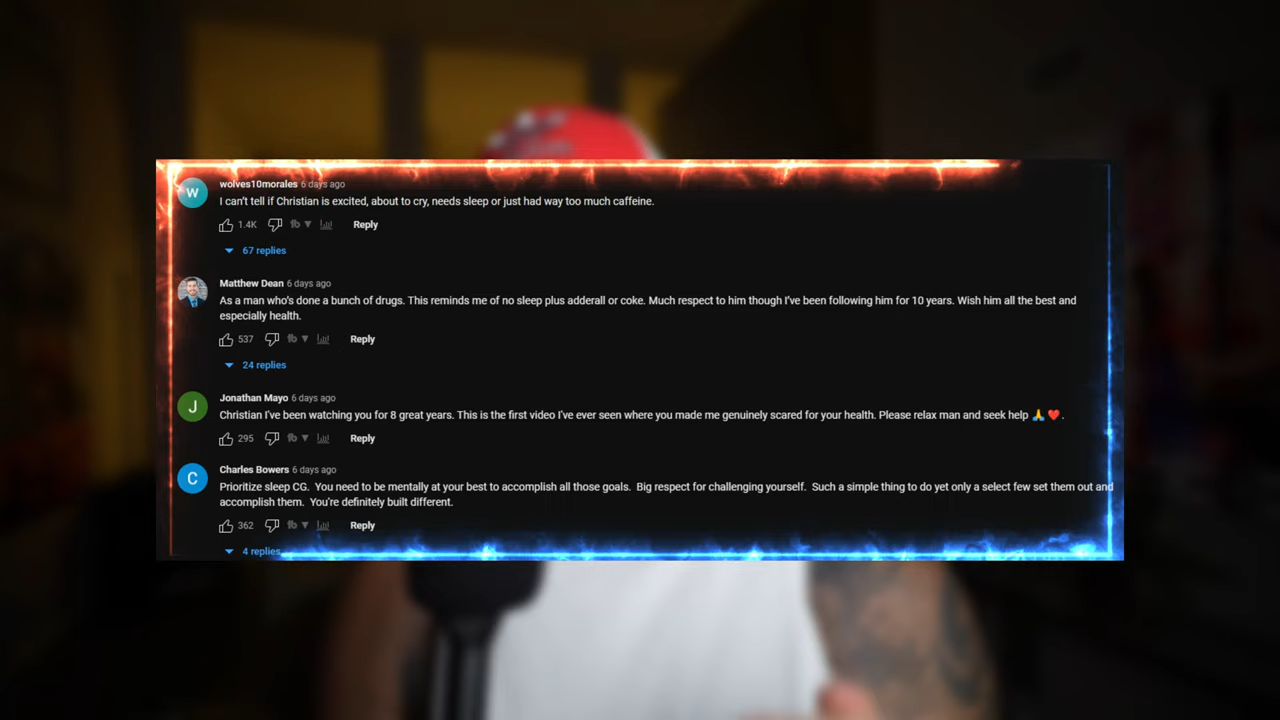 W
wolves10morales 6 days ago
I can't tell if Christian is excited, about to cry, needs sleep or just had way too much caffeine.
1.4K Reply
67 replies
Matthew Dean 6 days ago
As a man who's done a bunch of drugs. This reminds me of no sleep plus adderall or coke. Much respect to him though I've been following him for 10 years. Wish him all the best and
especially health.
537 Reply
24 replies
J
Jonathan Mayo 6 days ago
Christian I've been watching you for 8 great years. This is the first video I've ever seen where you made me genuinely scared for your health. Please relax man and seek help 🙏❤️.
295 Reply
C
Charles Bowers 6 days ago
Prioritize sleep CG. You need to be mentally at your best to accomplish all those goals. Big respect for challenging yourself. Such a simple thing to do yet only a select few set them out and
accomplish them. You're definitely built different.
362 Reply
4 replies